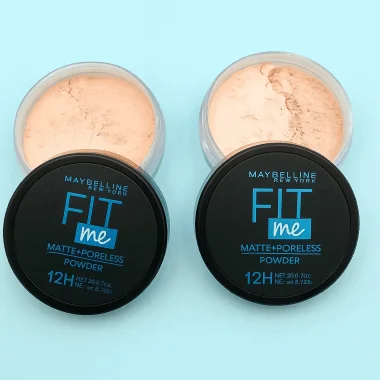 MAYBELLINE
NEW YORK
FIT
me
MATTE+PORELESS
POWDER
12H
MAYBELLINE
NEW YORK
FIT
me
MATTE+PORELESS
POWDER
12H